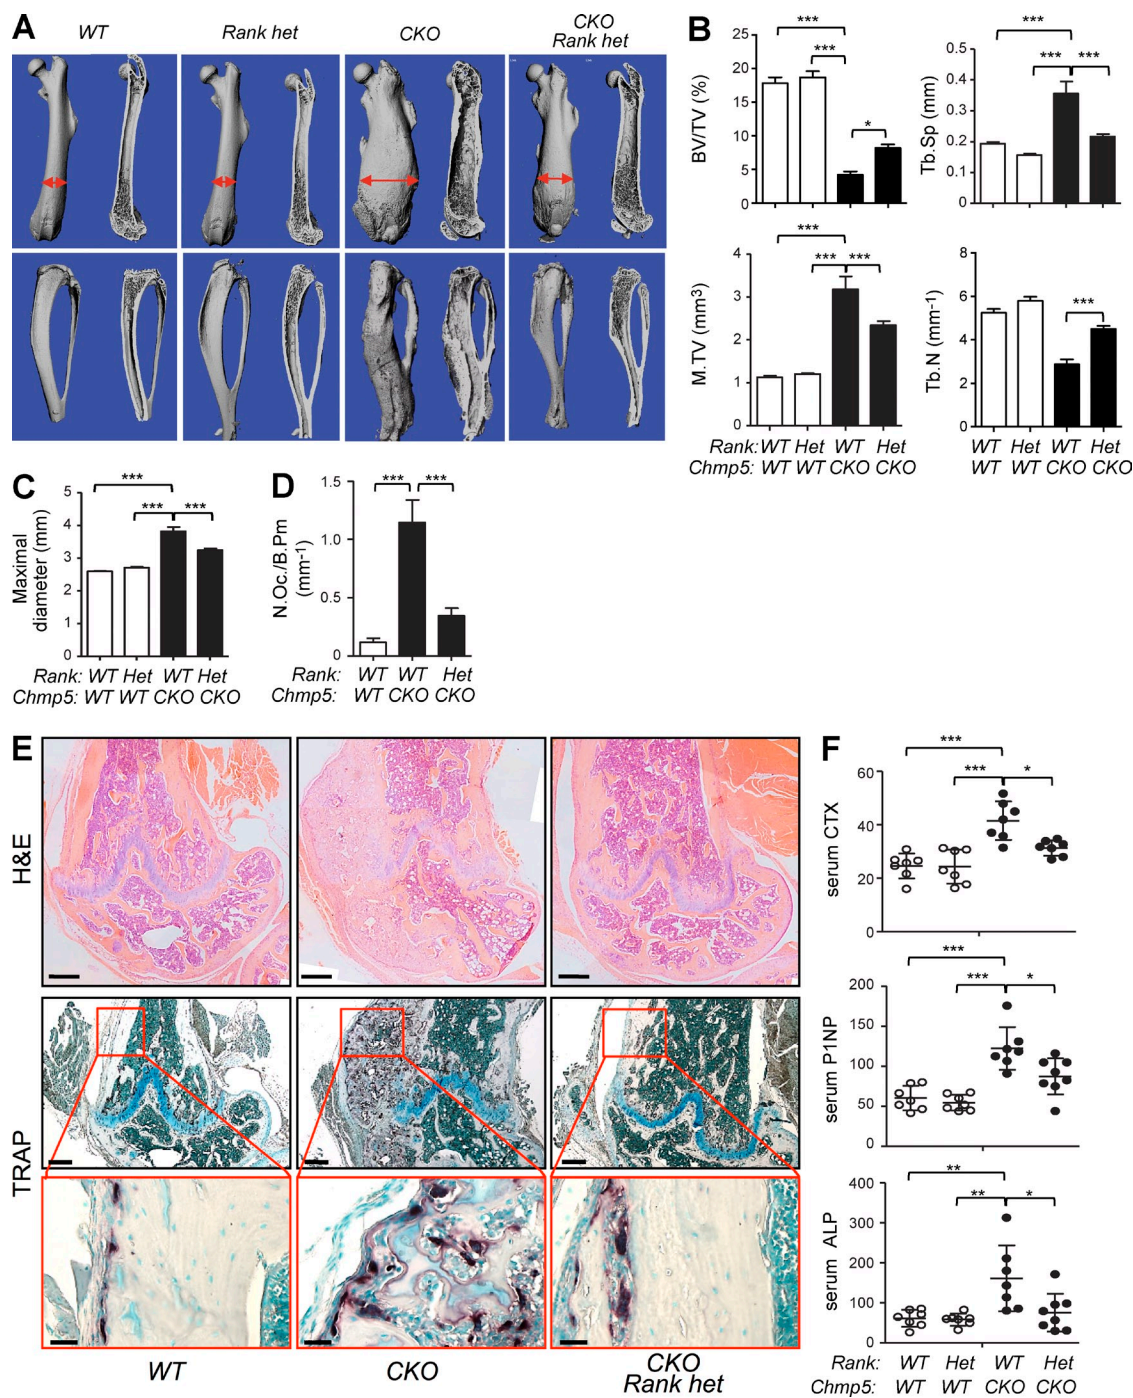 A
WT
Rank het
CKO
CKO
Rank het
B
BV/TV (%)
25
20
15
10
5
0
***
***
*
Tb.Sp (mm)
0.5
0.4
0.3
0.2
0.1
0
***
***
***
M.TV (mm3)
4
3
2
1
0
***
***
***
Tb.N (mm-1)
8
6
4
2
0
***
Rank: WT Het WT Het
Chmp5: WT WT CKO CKO
WT Het WT Het
WT WT CKO CKO
C
Maximal
diameter (mm)
5
4
3
2
1
0
***
***
***
Rank: WT Het WT Het
Chmp5: WT WT CKO CKO
D
N.Oc./B.Pm
(mm-1)
1.5
1.0
0.5
0
***
***
Rank: WT WT Het
Chmp5: WT CKO CKO
E
H&E
TRAP
WT
CKO
CKO
Rank het
F
serum CTX
60
40
20
0
***
***
*
serum P1NP
200
150
100
50
0
***
***
*
serum ALP
400
300
200
100
0
**
**
*
Rank: WT Het WT Het
Chmp5: WT WT CKO CKO